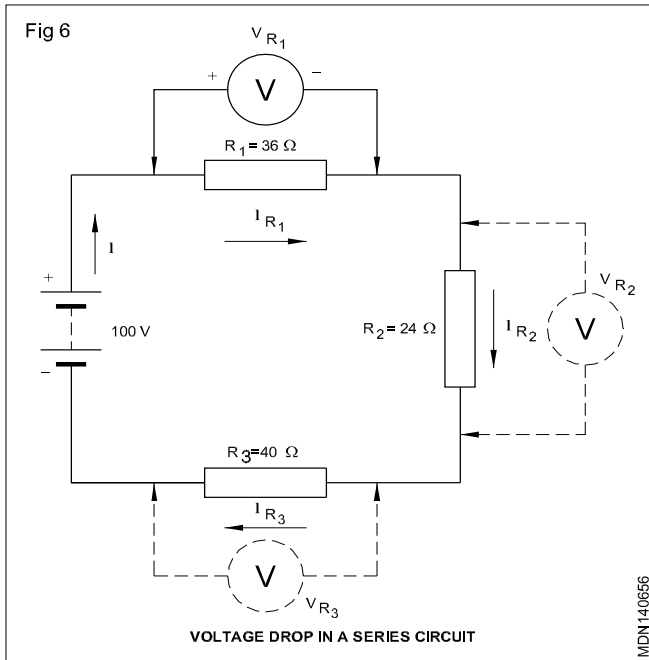 Fig 6
V R1
+ −
V
R1 = 36 Ω
I R1
I
+
100 V
−
R2 = 24 Ω
I R2
V R2
V
R3=40 Ω
I R3
V
V R3
VOLTAGE DROP IN A SERIES CIRCUIT
MDN140656